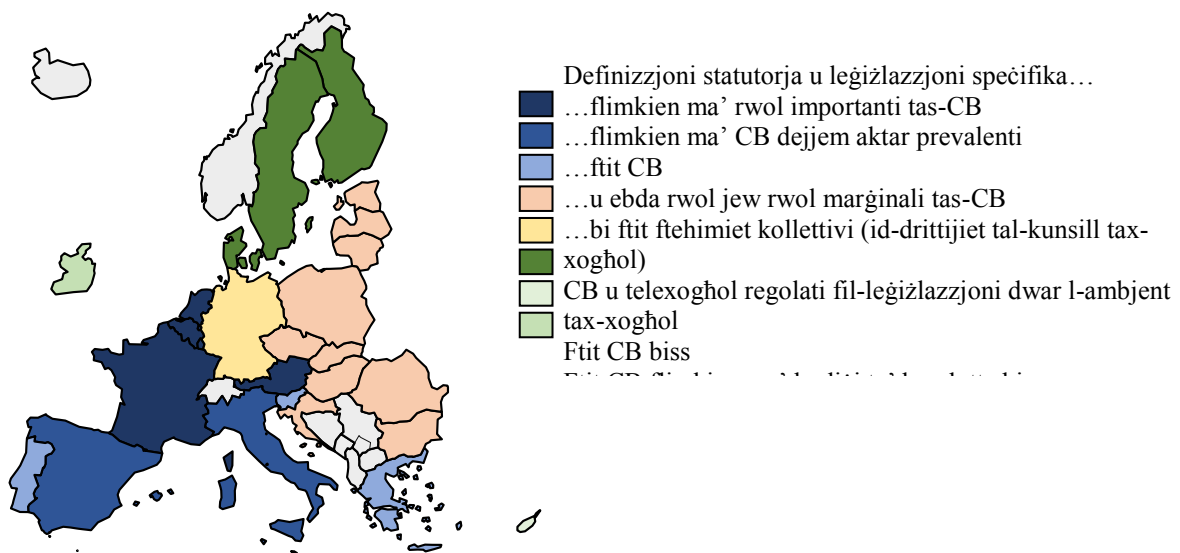 Definizzjoni statutorja u leġiżlazzjoni speċifika…
…flimkien ma’ rwol importanti tas-CB
…flimkien ma’ CB dejjem aktar prevalenti
…ftit CB
…u ebda rwol jew rwol marġinali tas-CB
…bi ftit ftehimiet kollettivi (id-drittijiet tal-kunsill tax-
xogħol)
CB u telexogħol regolati fil-leġiżlazzjoni dwar l-ambjent
tax-xogħol
Ftit CB biss